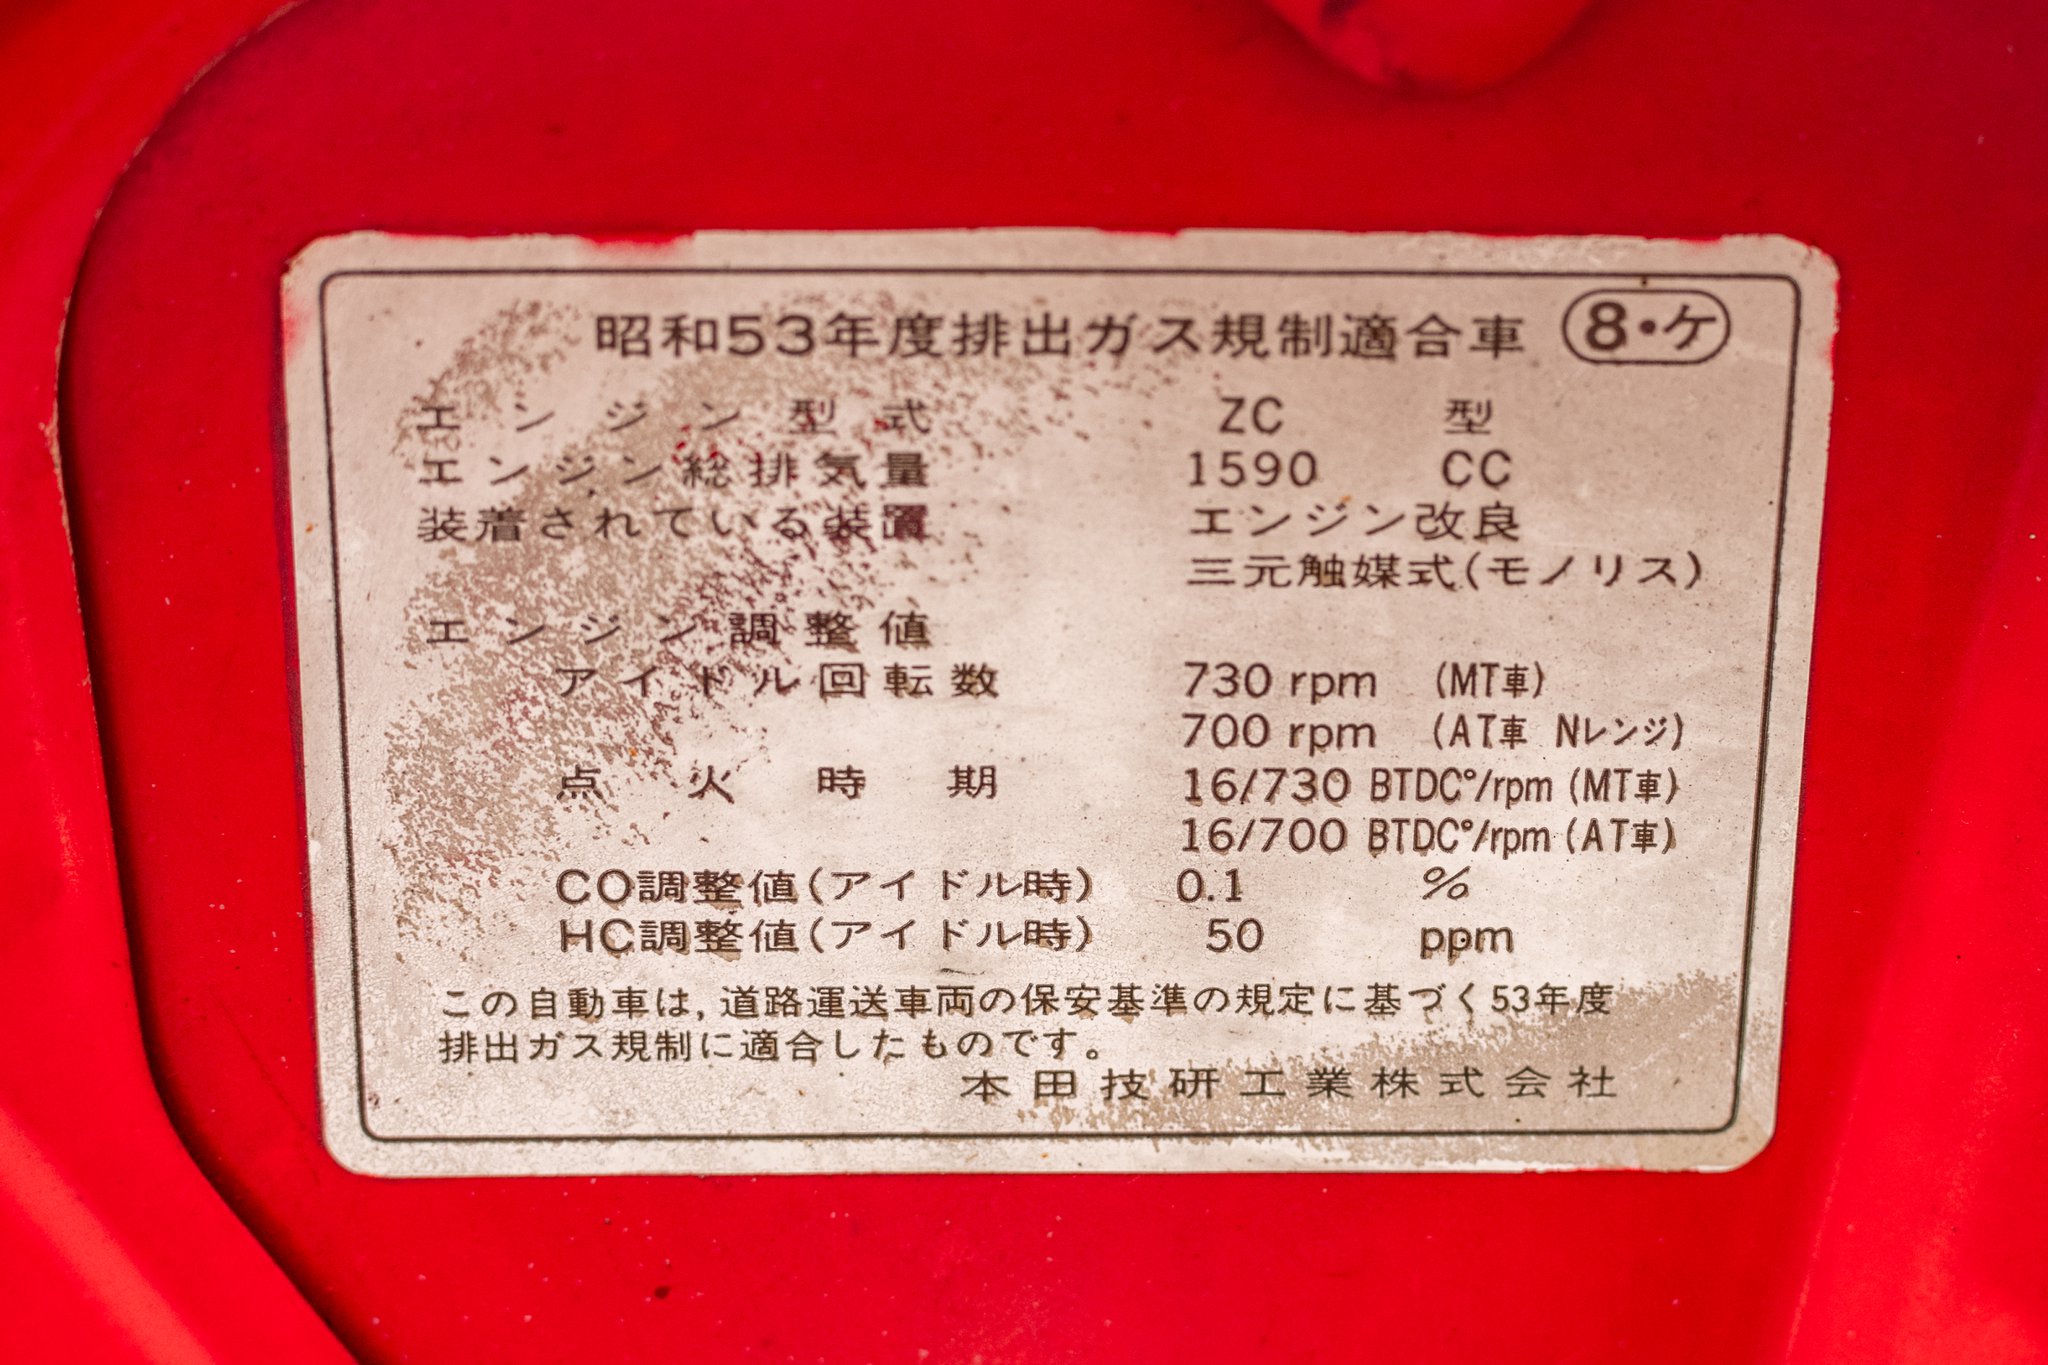 昭和53年度排出ガス規制適合車 8・ケ
エンジン型式 ZC 型
エンジン総排気量 1590 CC
装着されている装置 エンジン改良
三元触媒式(モノリス)
エンジン調整値
アイドル回転数 730 rpm (MT車)
700 rpm (AT車 Nレンジ)
点火時期 16/730 BTDC°/rpm (MT車)
16/700 BTDC°/rpm (AT車)
CO調整値(アイドル時) 0.1 %
HC調整値(アイドル時) 50 ppm
この自動車は,道路運送車両の保安基準の規定に基づく53年度
排出ガス規制に適合したものです。
本田技研工業株式会社